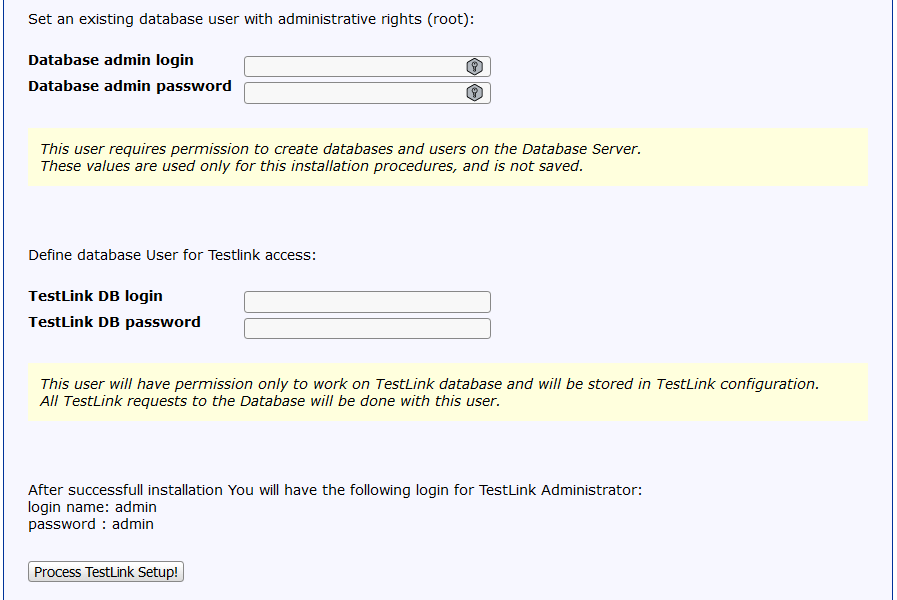 Set an existing database user with administrative rights (root):
Database admin login
Database admin password
This user requires permission to create databases and users on the Database Server.
These values are used only for this installation procedures, and is not saved.
Define database User for Testlink access:
TestLink DB login
TestLink DB password
This user will have permission only to work on TestLink database and will be stored in TestLink configuration.
All TestLink requests to the Database will be done with this user.
After successfull installation You will have the following login for TestLink Administrator:
login name: admin
password : admin
Process TestLink Setup!